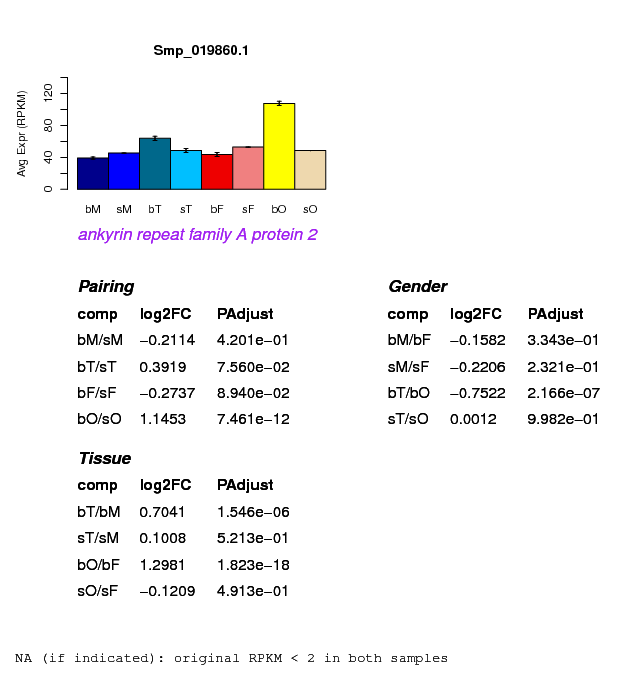 Smp_019860.1
Avg Expr (RPKM)
0 40 80 120
bM sM bT sT bF sF bO sO
ankyrin repeat family A protein 2
Pairing
comp log2FC PAdjust
bM/sM −0.2114 4.201e−01
bT/sT 0.3919 7.560e−02
bF/sF −0.2737 8.940e−02
bO/sO 1.1453 7.461e−12
Gender
comp log2FC PAdjust
bM/bF −0.1582 3.343e−01
sM/sF −0.2206 2.321e−01
bT/bO −0.7522 2.166e−07
sT/sO 0.0012 9.982e−01
Tissue
comp log2FC PAdjust
bT/bM 0.7041 1.546e−06
sT/sM 0.1008 5.213e−01
bO/bF 1.2981 1.823e−18
sO/sF −0.1209 4.913e−01
NA (if indicated): original RPKM < 2 in both samples